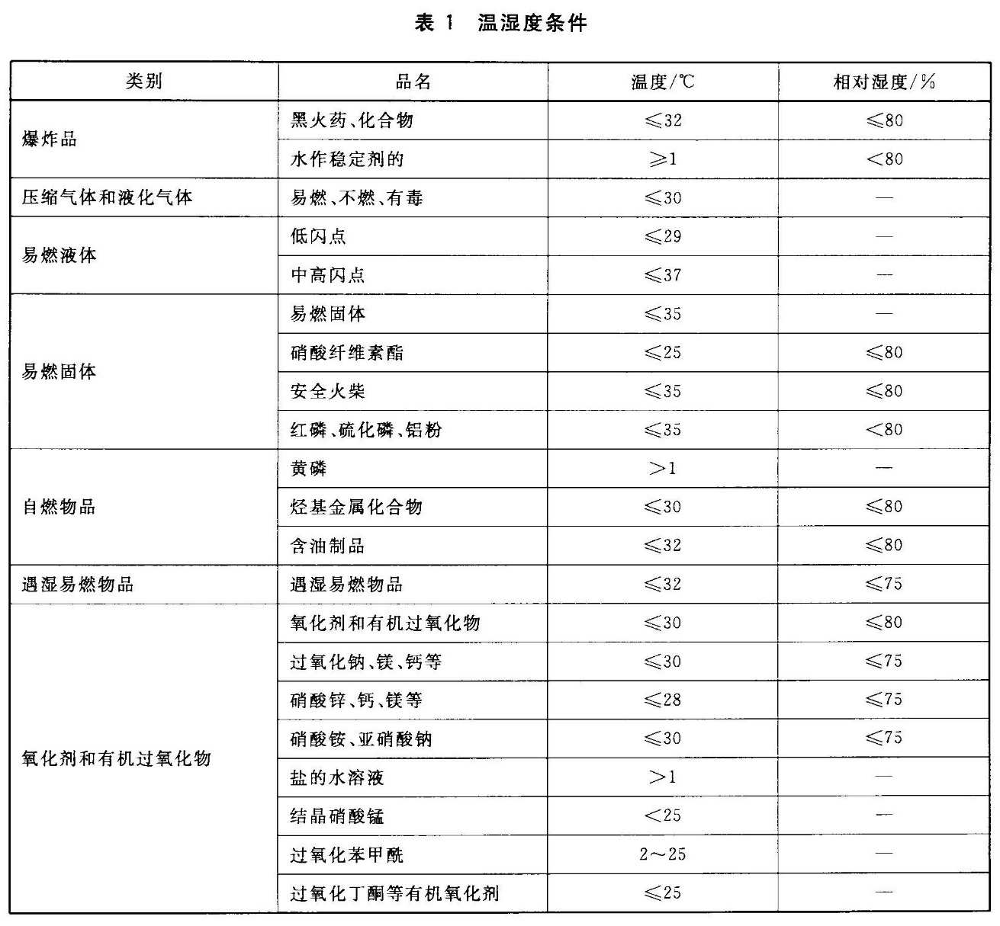 表 1 温湿度条件
类别 品名 温度/℃ 相对湿度/%
爆炸品 黑火药、化合物 ≤32 ≤80
水作稳定剂的 ≥1 <80
压缩气体和液化气体 易燃、不燃、有毒 ≤30 —
易燃液体 低闪点 ≤29 —
中高闪点 ≤37 —
易燃固体 易燃固体 ≤35 —
硝酸纤维素酯 ≤25 ≤80
安全火柴 ≤35 ≤80
红磷、硫化磷、铝粉 ≤35 <80
自燃物品 黄磷 >1 —
烃基金属化合物 ≤30 ≤80
含油制品 ≤32 ≤80
遇湿易燃物品 遇湿易燃物品 ≤32 ≤75
氧化剂和有机过氧化物 氧化剂和有机过氧化物 ≤30 ≤80
过氧化钠、镁、钙等 ≤30 ≤75
硝酸锌、钙、镁等 ≤28 ≤75
硝酸铵、亚硝酸钠 ≤30 ≤75
盐的水溶液 >1 —
结晶硝酸锰 <25 —
过氧化苯甲酰 2～25 —
过氧化丁酮等有机氧化剂 ≤25 —